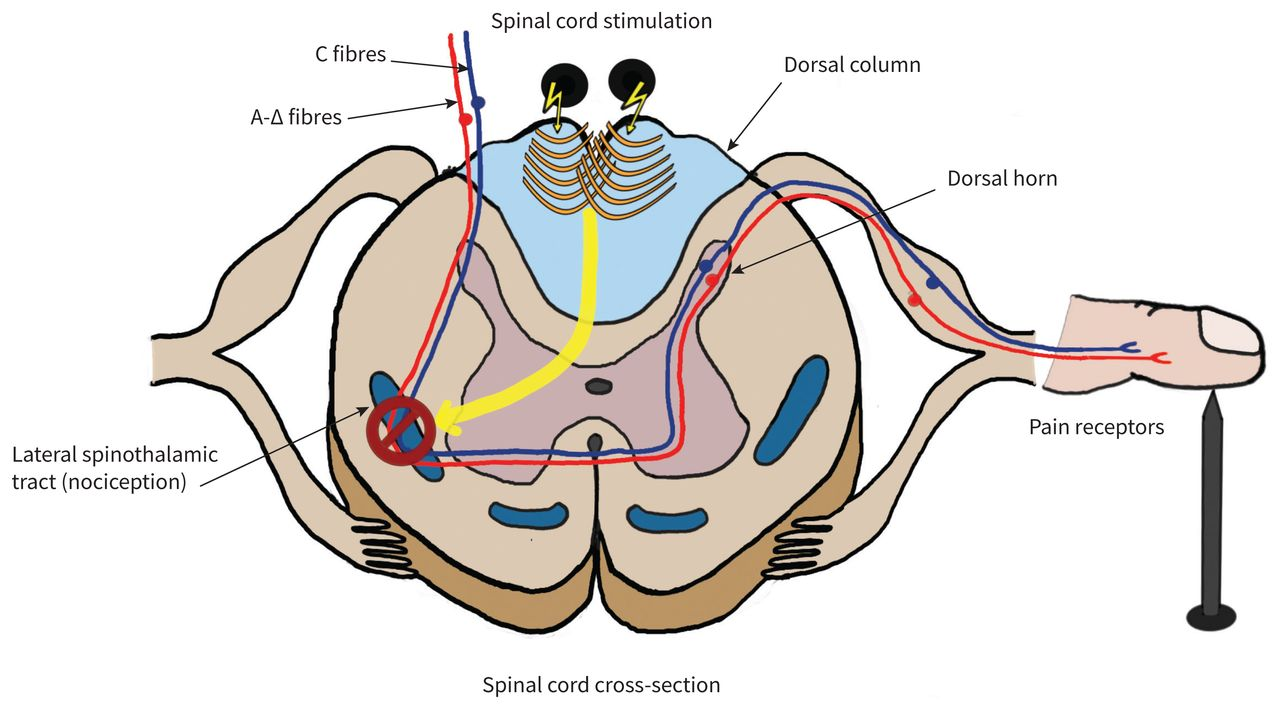 Spinal cord stimulation
C fibres
Dorsal column
A-Δ fibres
Dorsal horn
Pain receptors
Lateral spinothalamic
tract (nociception)
Spinal cord cross-section